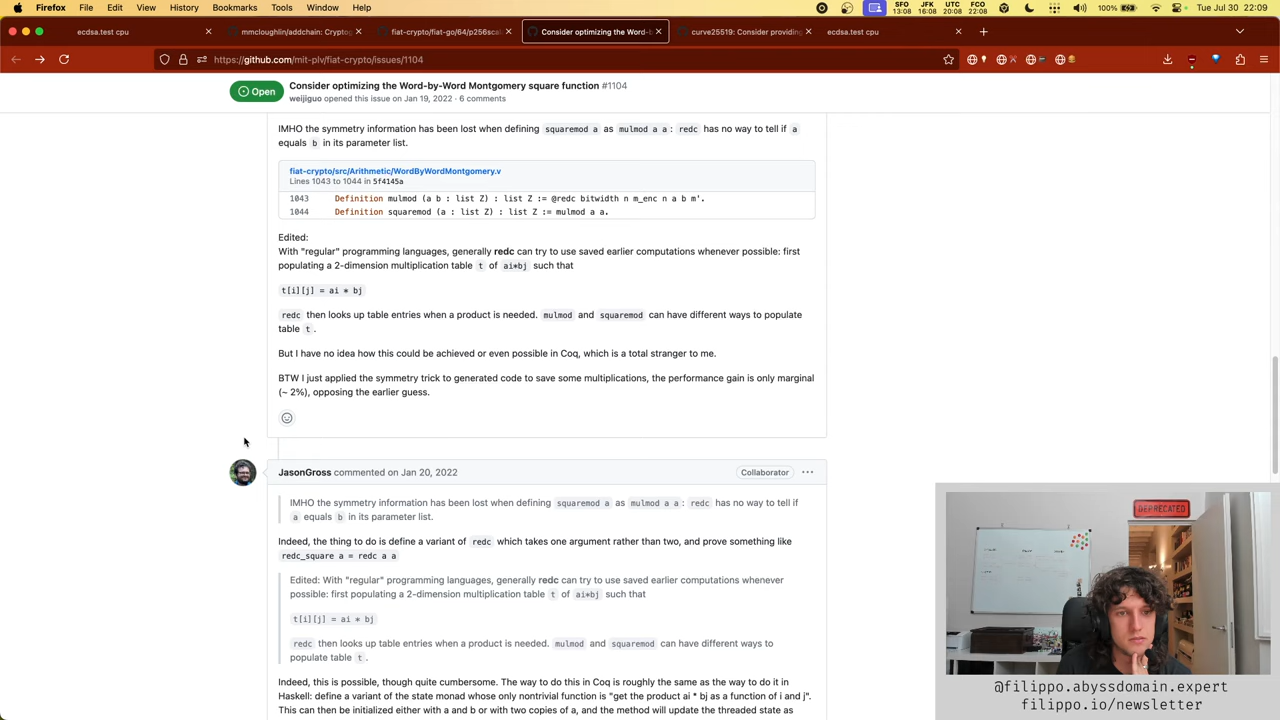 Firefox File Edit View History Bookmarks Tools Window Help
SFO 13:08 JFK 16:08 UTC 20:08 FCO 22:08
100% Tue Jul 30 22:09
ecdsa.test cpu
mmcloughlin/addchain: Cryptog
fiat-crypto/fiat-go/64/p256scal
Consider optimizing the Word-b
curve25519: Consider providing
ecdsa.test cpu
https://github.com/mit-plv/fiat-crypto/issues/1104
Open
Consider optimizing the Word-by-Word Montgomery square function #1104
weijiguo opened this issue on Jan 19, 2022 · 6 comments
IMHO the symmetry information has been lost when defining squaremod a as mulmod a a : redc has no way to tell if a
equals b in its parameter list.
fiat-crypto/src/Arithmetic/WordByWordMontgomery.v
Lines 1043 to 1044 in 5f4145a
1043 Definition mulmod (a b : list Z) : list Z := @redc bitwidth n m_enc n a b m'.
1044 Definition squaremod (a : list Z) : list Z := mulmod a a.
Edited:
With "regular" programming languages, generally redc can try to use saved earlier computations whenever possible: first
populating a 2-dimension multiplication table t of ai*bj such that
t[i][j] = ai * bj
redc then looks up table entries when a product is needed. mulmod and squaremod can have different ways to populate
table t .
But I have no idea how this could be achieved or even possible in Coq, which is a total stranger to me.
BTW I just applied the symmetry trick to generated code to save some multiplications, the performance gain is only marginal
(~ 2%), opposing the earlier guess.
JasonGross commented on Jan 20, 2022
Collaborator
IMHO the symmetry information has been lost when defining squaremod a as mulmod a a : redc has no way to tell if
a equals b in its parameter list.
Indeed, the thing to do is define a variant of redc which takes one argument rather than two, and prove something like
redc_square a = redc a a
Edited: With "regular" programming languages, generally redc can try to use saved earlier computations whenever
possible: first populating a 2-dimension multiplication table t of ai*bj such that
t[i][j] = ai * bj
redc then looks up table entries when a product is needed. mulmod and squaremod can have different ways to
populate table t .
Indeed, this is possible, though quite cumbersome. The way to do this in Coq is roughly the same as the way to do it in
Haskell: define a variant of the state monad whose only nontrivial function is "get the product ai * bj as a function of i and j".
This can then be initialized either with a and b or with two copies of a, and the method will update the threaded state as
DEPRECATED
@filippo.abyssdomain.expert
filippo.io/newsletter